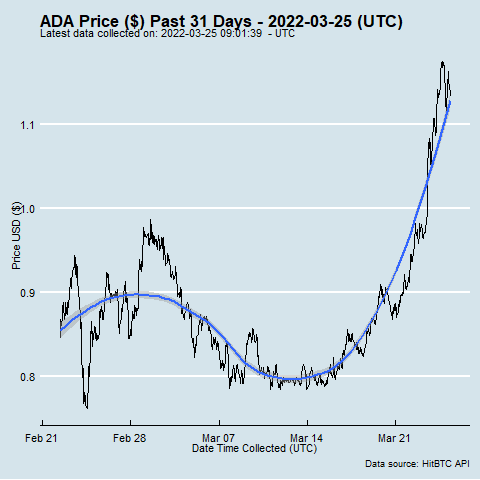 ADA Price ($) Past 31 Days - 2022-03-25 (UTC)
Latest data collected on: 2022-03-25 09:01:39 - UTC
1.1
1.0
0.9
0.8
Price USD ($)
Feb 21
Feb 28
Mar 07
Mar 14
Mar 21
Date Time Collected (UTC)
Data source: HitBTC API